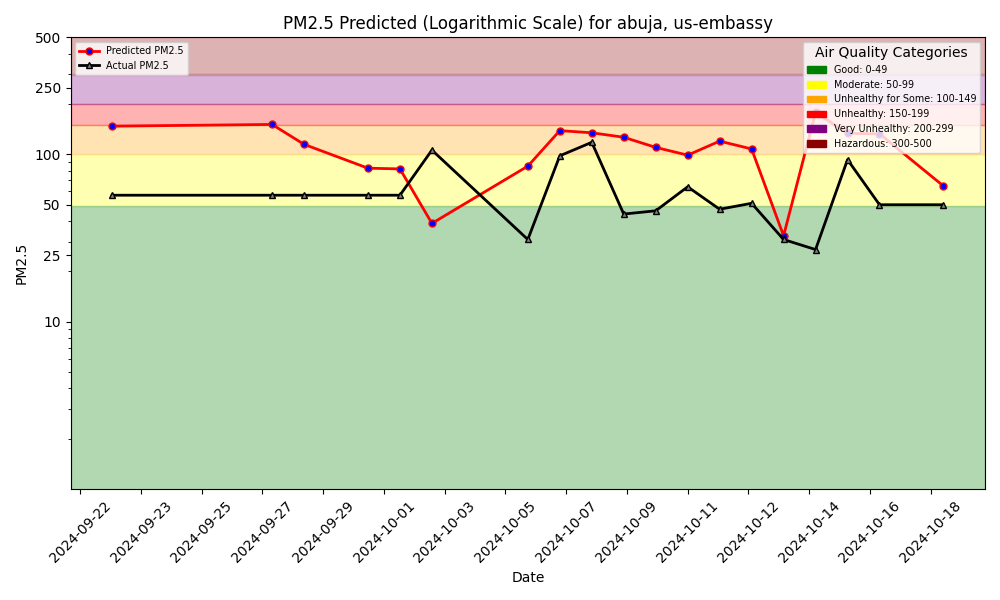 PM2.5 Predicted (Logarithmic Scale) for abuja, us-embassy
500
250
100
50
25
10
PM2.5
Predicted PM2.5
Actual PM2.5
Air Quality Categories
Good: 0-49
Moderate: 50-99
Unhealthy for Some: 100-149
Unhealthy: 150-199
Very Unhealthy: 200-299
Hazardous: 300-500
2024-09-22
2024-09-23
2024-09-25
2024-09-27
2024-09-29
2024-10-01
2024-10-03
2024-10-05
2024-10-07
2024-10-09
2024-10-11
2024-10-12
2024-10-14
2024-10-16
2024-10-18
Date